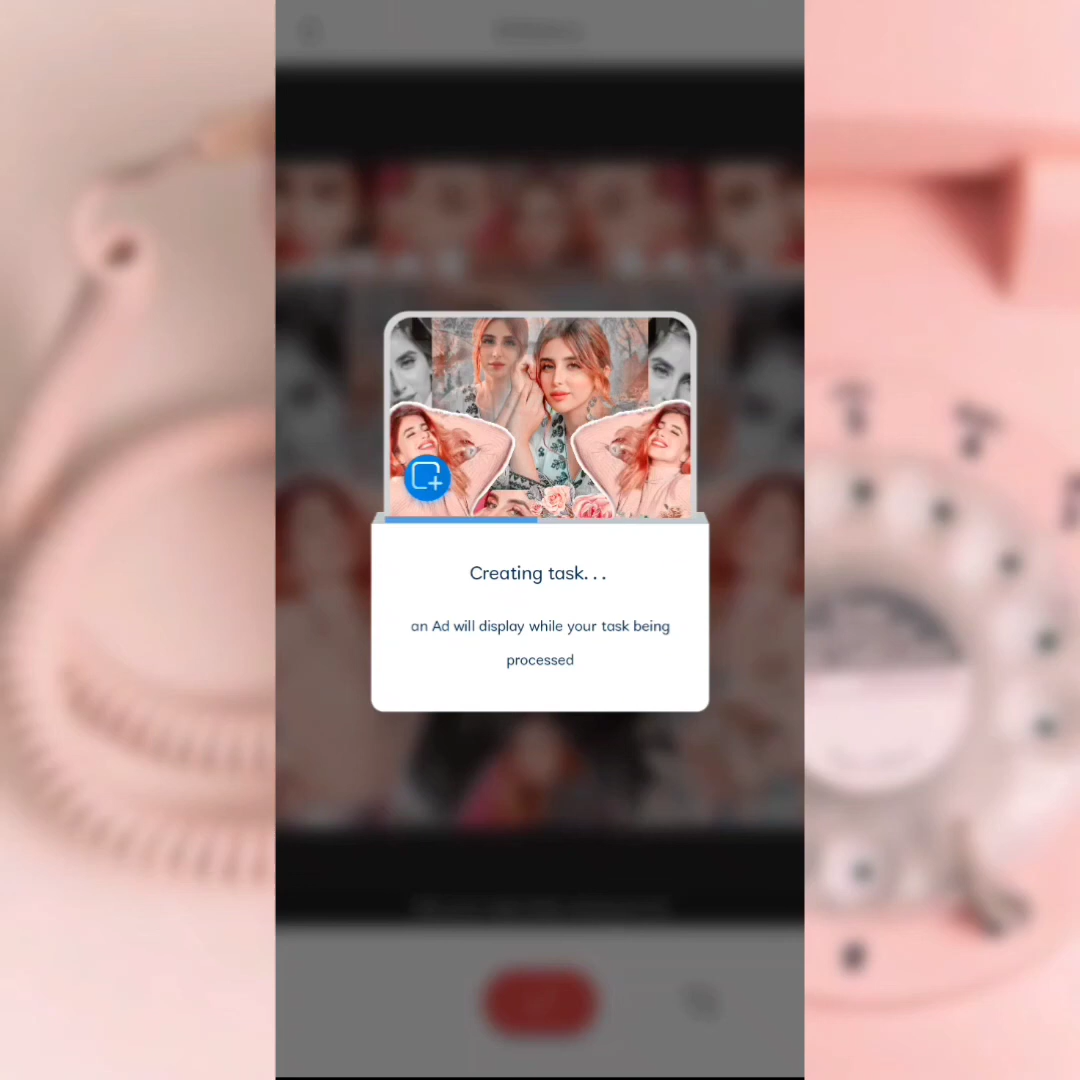 Creating task...
an Ad will display while your task being
processed